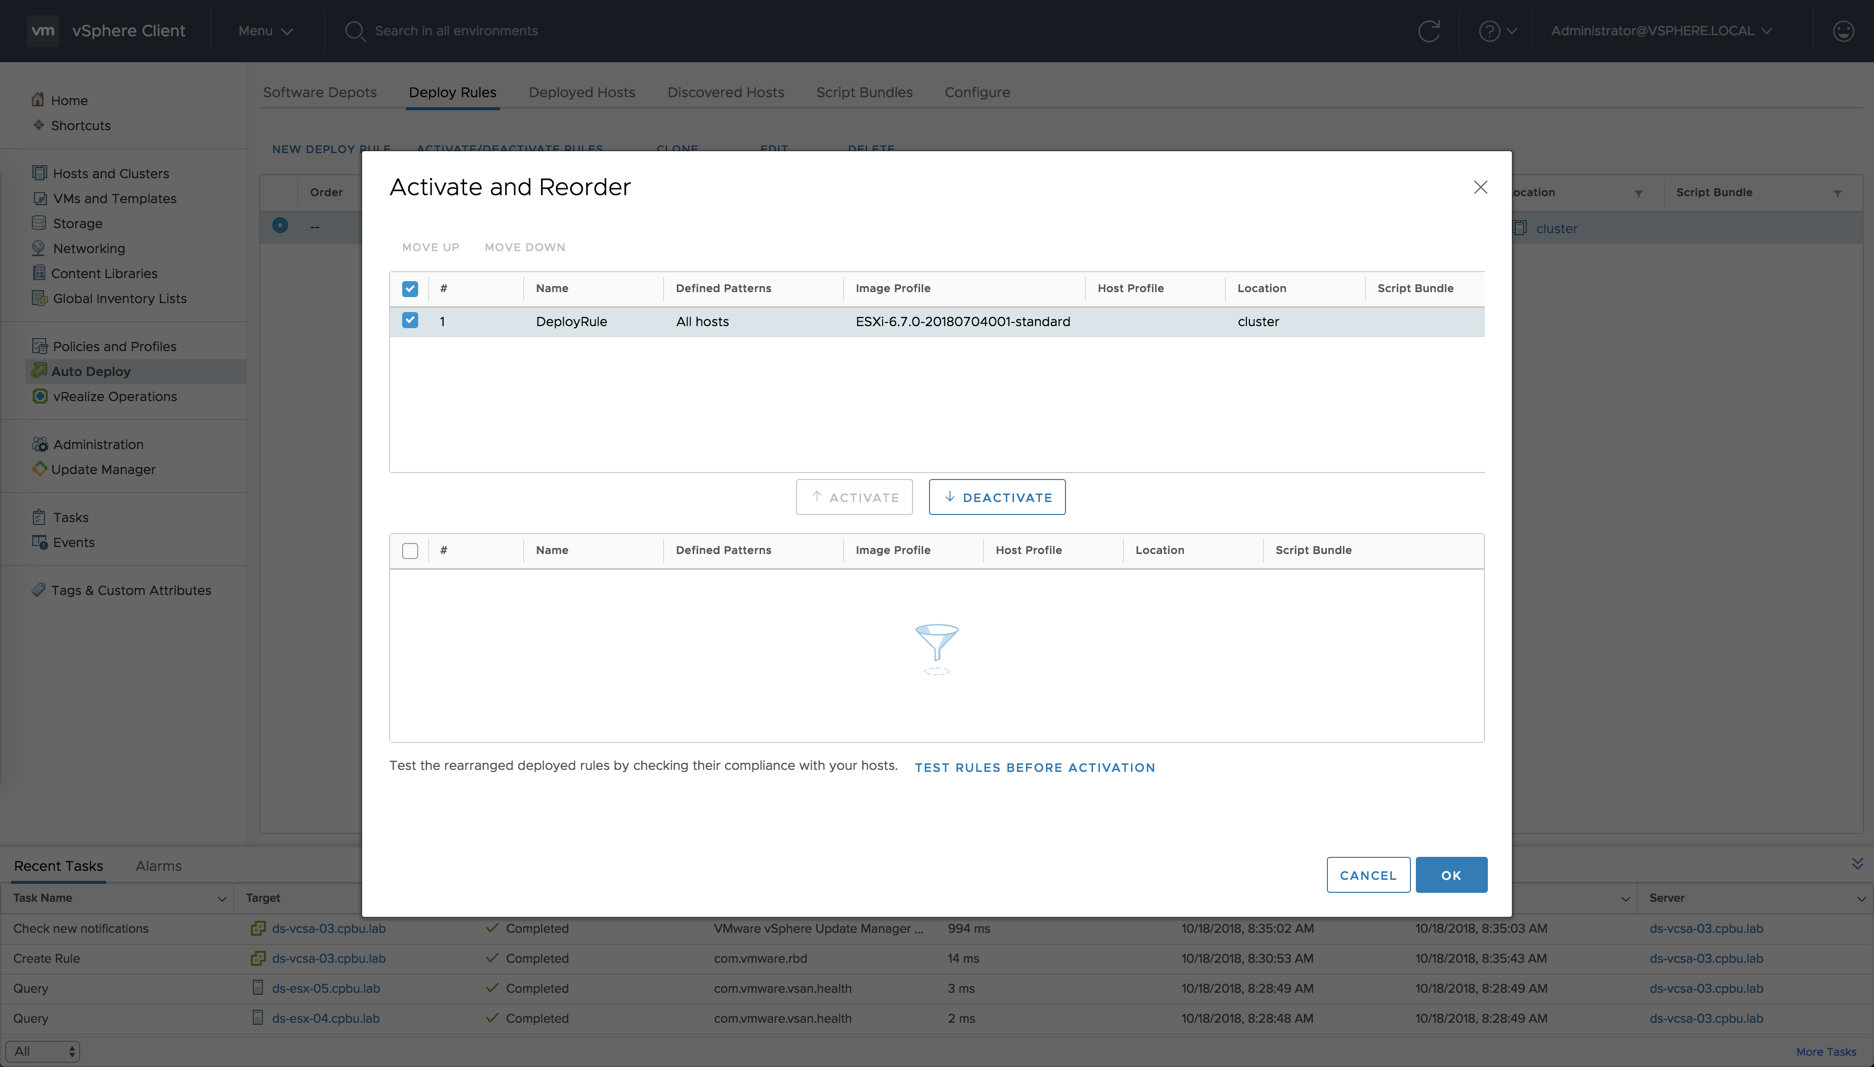 vm vSphere Client Menu Search in all environments ? Administrator@VSPHERE.LOCAL
Home
Shortcuts
Hosts and Clusters
VMs and Templates
Storage
Networking
Content Libraries
Global Inventory Lists
Policies and Profiles
Auto Deploy
vRealize Operations
Administration
Update Manager
Tasks
Events
Tags & Custom Attributes
Software Depots Deploy Rules Deployed Hosts Discovered Hosts Script Bundles Configure
NEW DEPLOY RULE ACTIVATE/DEACTIVATE RULES CLONE EDIT DELETE
Order ocation Script Bundle
-- cluster
Activate and Reorder
MOVE UP MOVE DOWN
# Name Defined Patterns Image Profile Host Profile Location Script Bundle
1 DeployRule All hosts ESXi-6.7.0-20180704001-standard cluster
ACTIVATE DEACTIVATE
# Name Defined Patterns Image Profile Host Profile Location Script Bundle
Test the rearranged deployed rules by checking their compliance with your hosts. TEST RULES BEFORE ACTIVATION
CANCEL OK
Recent Tasks Alarms
Task Name Target Server
Check new notifications ds-vcsa-03.cpbu.lab Completed VMware vSphere Update Manager ... 994 ms 10/18/2018, 8:35:02 AM 10/18/2018, 8:35:03 AM ds-vcsa-03.cpbu.lab
Create Rule ds-vcsa-03.cpbu.lab Completed com.vmware.rbd 14 ms 10/18/2018, 8:30:53 AM 10/18/2018, 8:35:43 AM ds-vcsa-03.cpbu.lab
Query ds-esx-05.cpbu.lab Completed com.vmware.vsan.health 3 ms 10/18/2018, 8:28:49 AM 10/18/2018, 8:28:49 AM ds-vcsa-03.cpbu.lab
Query ds-esx-04.cpbu.lab Completed com.vmware.vsan.health 2 ms 10/18/2018, 8:28:48 AM 10/18/2018, 8:28:49 AM ds-vcsa-03.cpbu.lab
All More Tasks